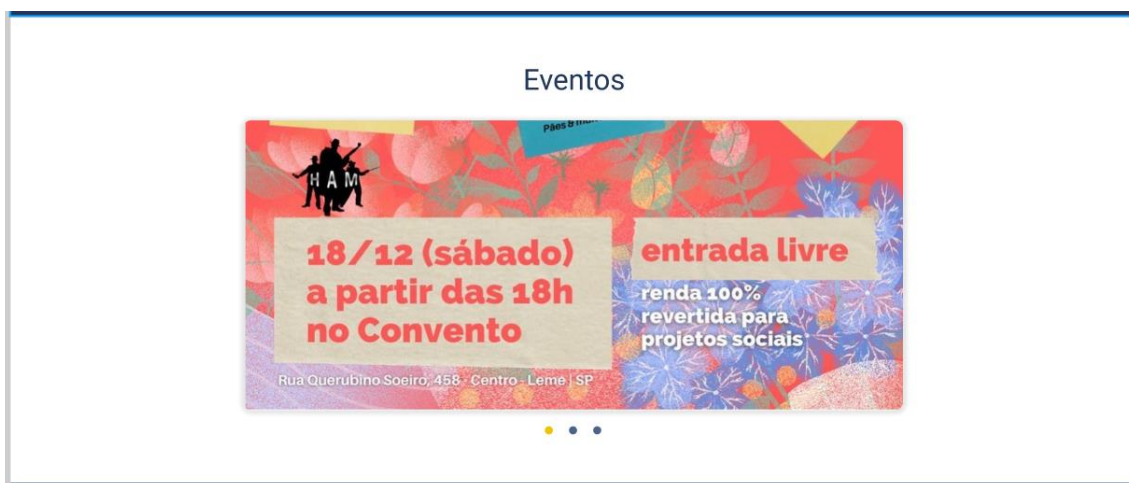 Eventos
Pães &
HAM
18/12 (sábado)
a partir das 18h
no Convento
Rua Querubino Soeiro, 458 - Centro - Leme | SP
entrada livre
renda 100%
revertida para
projetos sociais